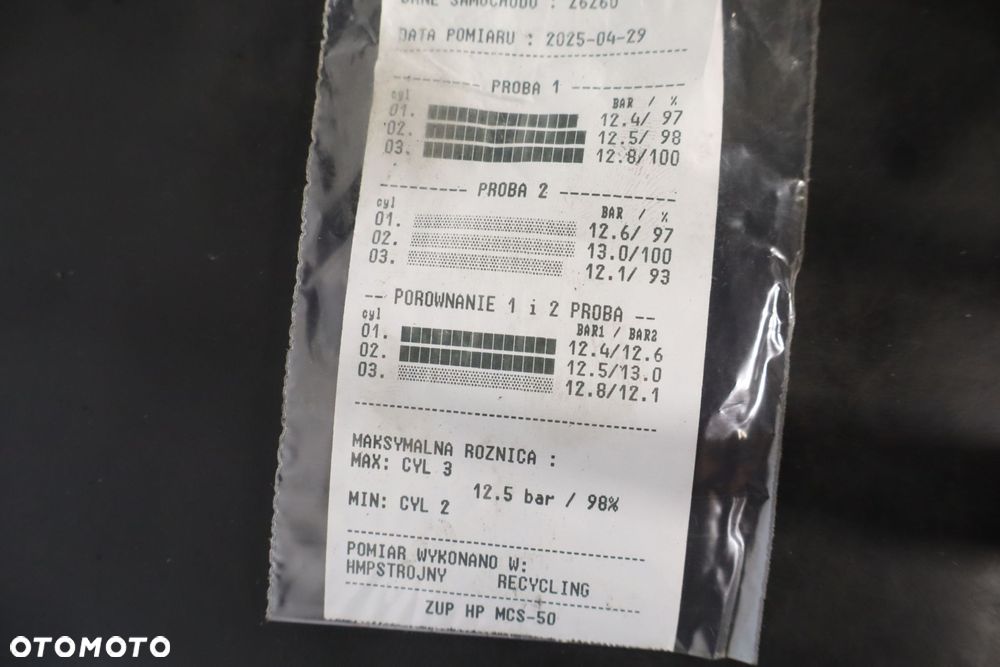 DANE SAMOCHODU : 26260
DATA POMIARU : 2025-04-29
PROBA 1
cyl BAR / %
01. 12.4/ 97
02. 12.5/ 98
03. 12.8/100
PROBA 2
cyl BAR / %
01. 12.6/ 97
02. 13.0/100
03. 12.1/ 93
-- POROWNANIE 1 i 2 PROBA --
cyl BAR1 / BAR2
01. 12.4/12.6
02. 12.5/13.0
03. 12.8/12.1
MAKSYMALNA ROZNICA :
MAX: CYL 3
12.5 bar / 98%
MIN: CYL 2
POMIAR WYKONANO W:
HMPSTROJNY RECYCLING
ZUP HP MCS-50
OTOMOTO